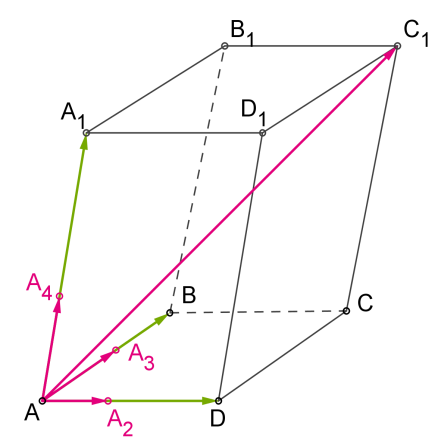 B₁ C₁
A₁ D₁
A₄
B C
A₃
A A₂ D